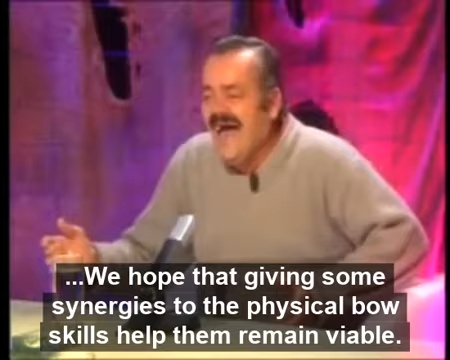 ...We hope that giving some
synergies to the physical bow
skills help them remain viable.